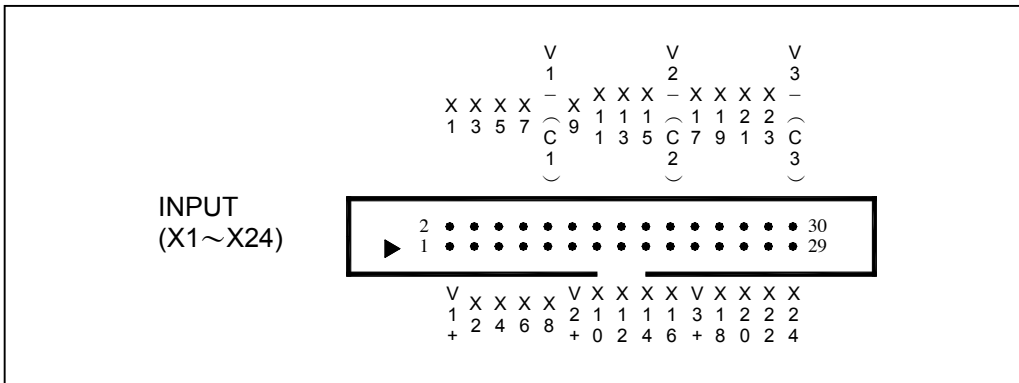 X1 X3 X5 X7 V1－（C1） X9 X11 X13 X15 V2－（C2） X17 X19 X21 X23 V3－（C3）
INPUT
(X1～X24)
2 30
1 29
V1+ X2 X4 X6 X8 V2+ X10 X12 X14 X16 V3+ X18 X20 X22 X24